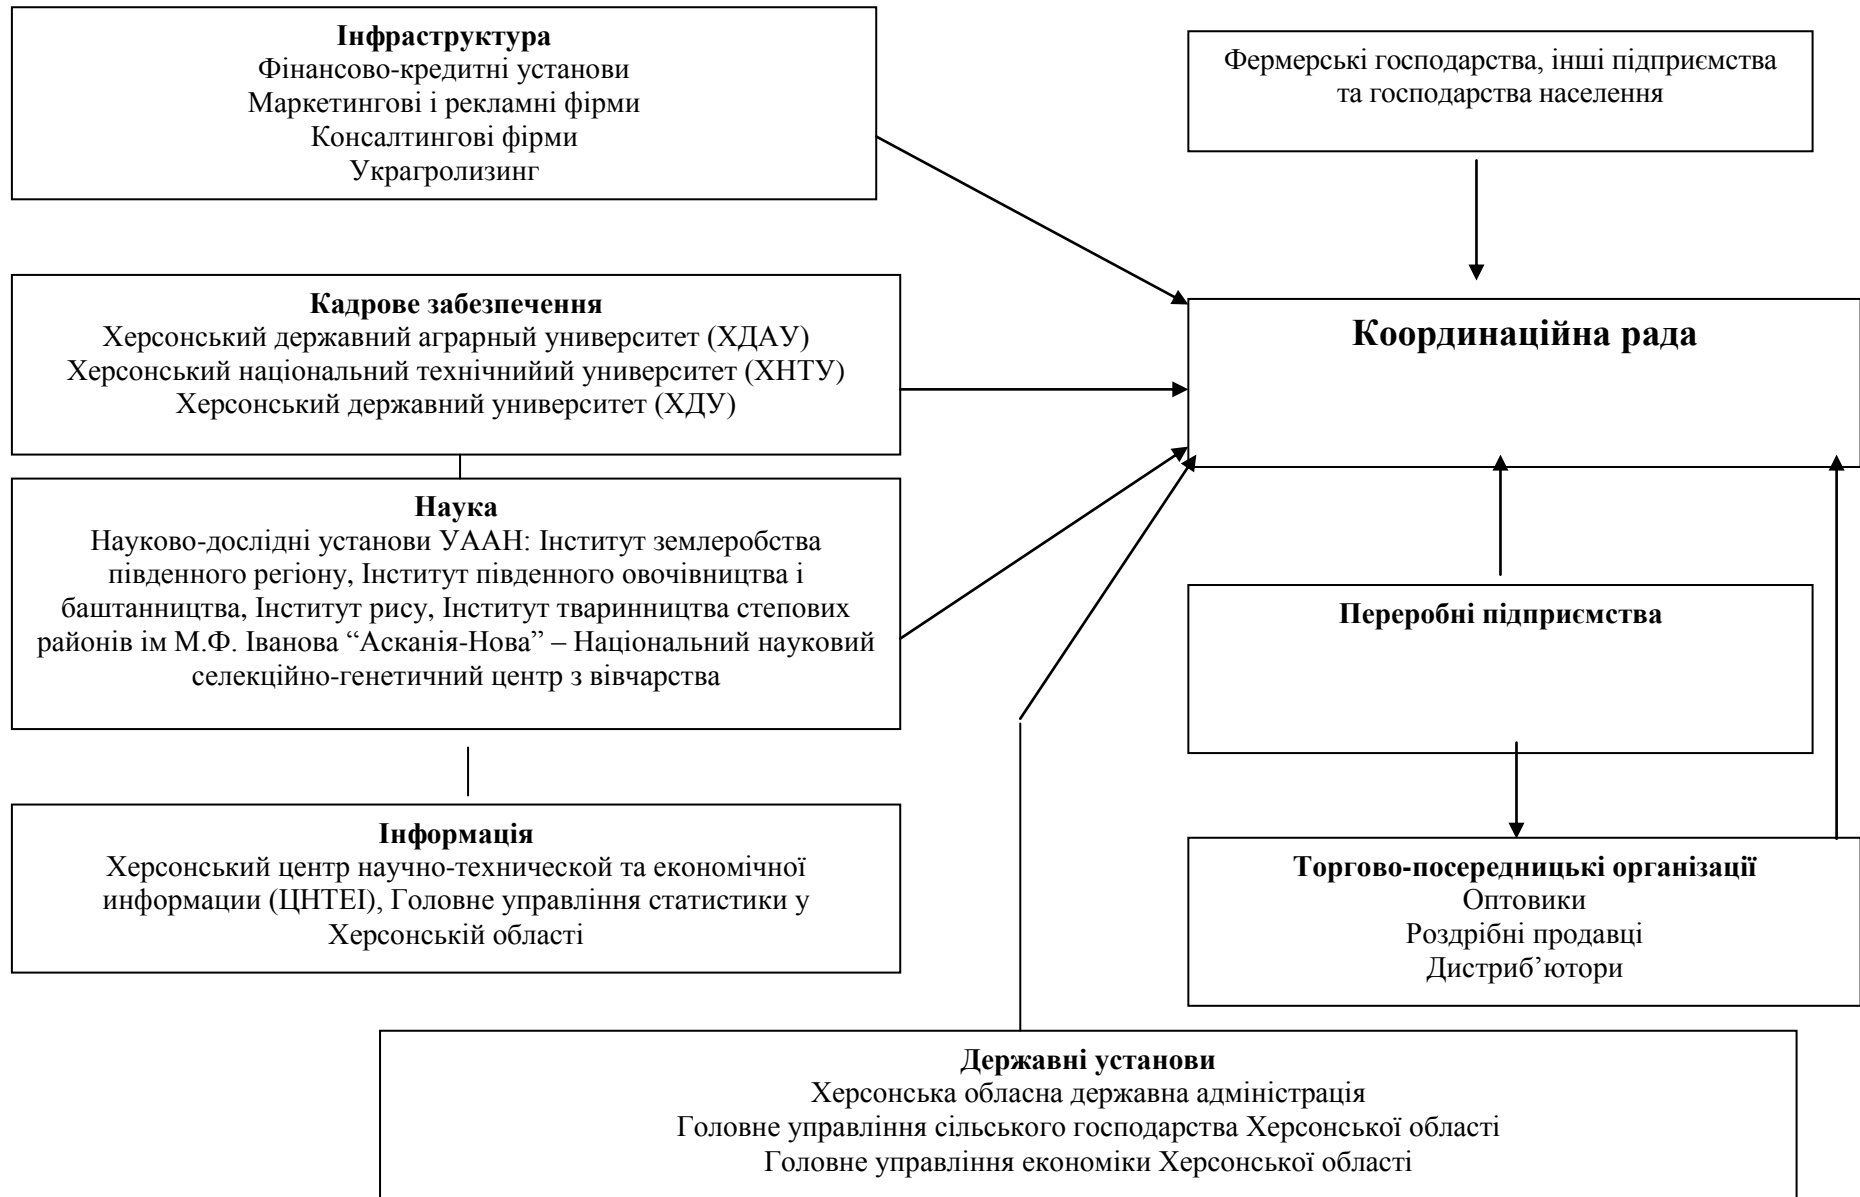 Інфраструктура
Фінансово-кредитні установи
Маркетингові і рекламні фірми
Консалтингові фірми
Украгролизинг
Фермерські господарства, інші підприємства
та господарства населення
Кадрове забезпечення
Херсонський державний аграрный университет (ХДАУ)
Херсонський національний технічнийий университет (ХНТУ)
Херсонський державний университет (ХДУ)
Координаційна рада
Наука
Науково-дослідні установи УААН: Інститут землеробства
південного регіону, Інститут південного овочівництва і
баштанництва, Інститут рису, Інститут тваринництва степових
районів ім М.Ф. Іванова “Асканія-Нова” – Національний науковий
селекційно-генетичний центр з вівчарства
Переробні підприємства
Інформація
Херсонський центр научно-технической та економічної
информации (ЦНТЕІ), Головне управління статистики у
Херсонській області
Торгово-посередницькі організації
Оптовики
Роздрібні продавці
Дистриб’ютори
Державні установи
Херсонська обласна державна адміністрація
Головне управління сільського господарства Херсонської області
Головне управління економіки Херсонської області